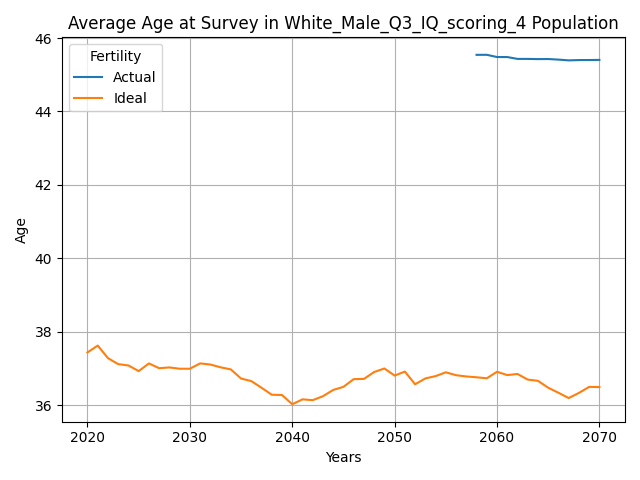 Average Age at Survey in White_Male_Q3_IQ_scoring_4 Population
Fertility
Actual
Ideal
Age
46
44
42
40
38
36
2020 2030 2040 2050 2060 2070
Years